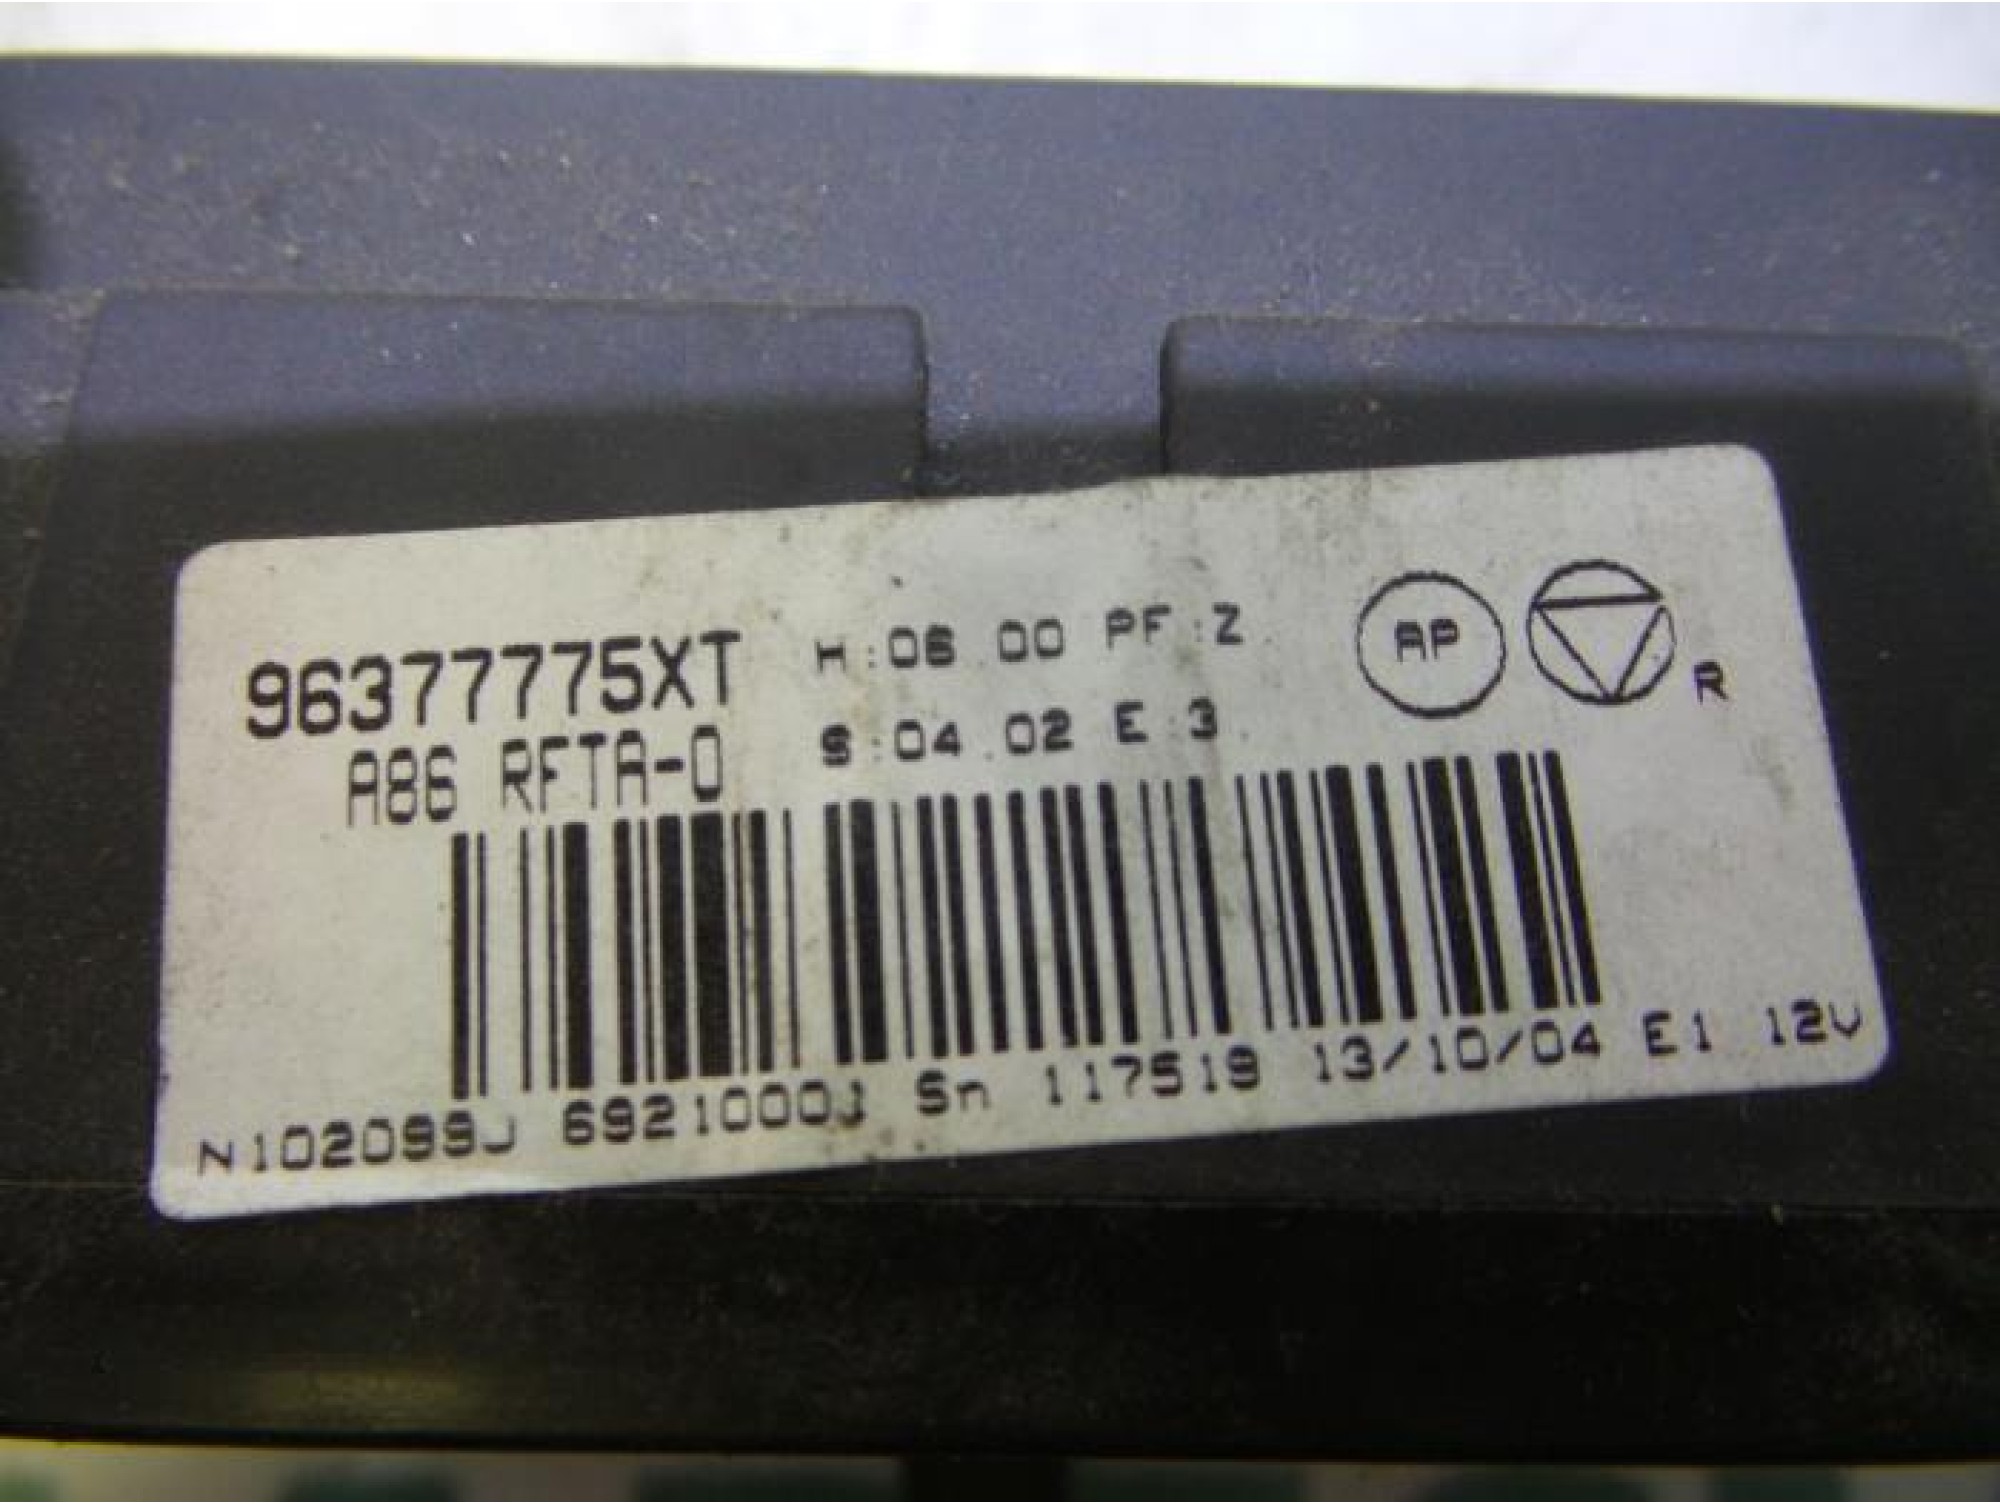 96377775XT H:06.00 PF:Z
A86 RFTA-0 S:04.02 E:3
AP
R
N102099J 6921000J Sn 117519 13/10/04 E1 12V